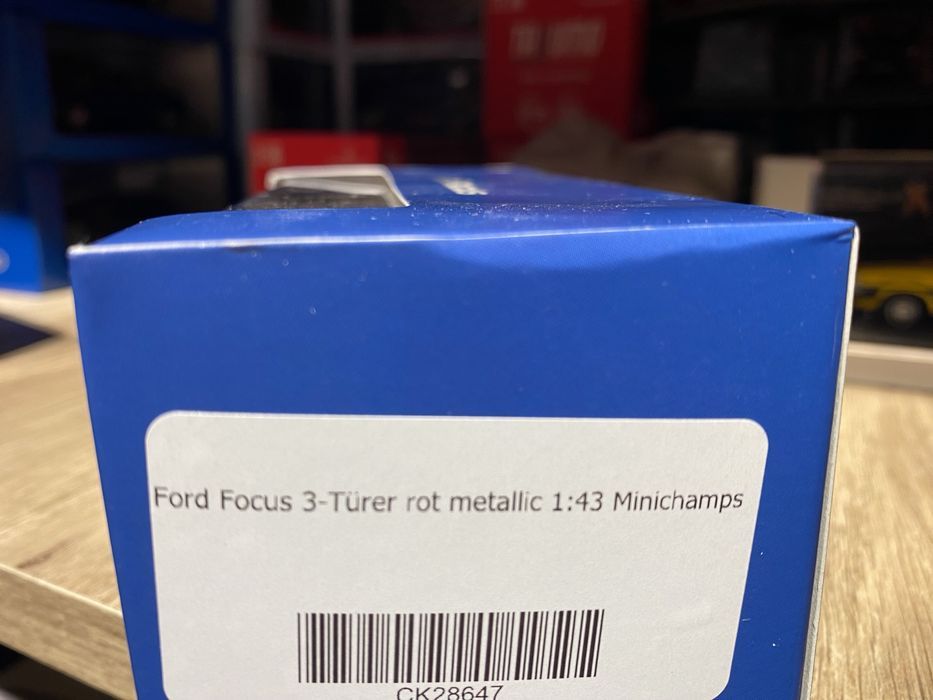 Ford Focus 3-Türer rot metallic 1:43 Minichamps
CK28647